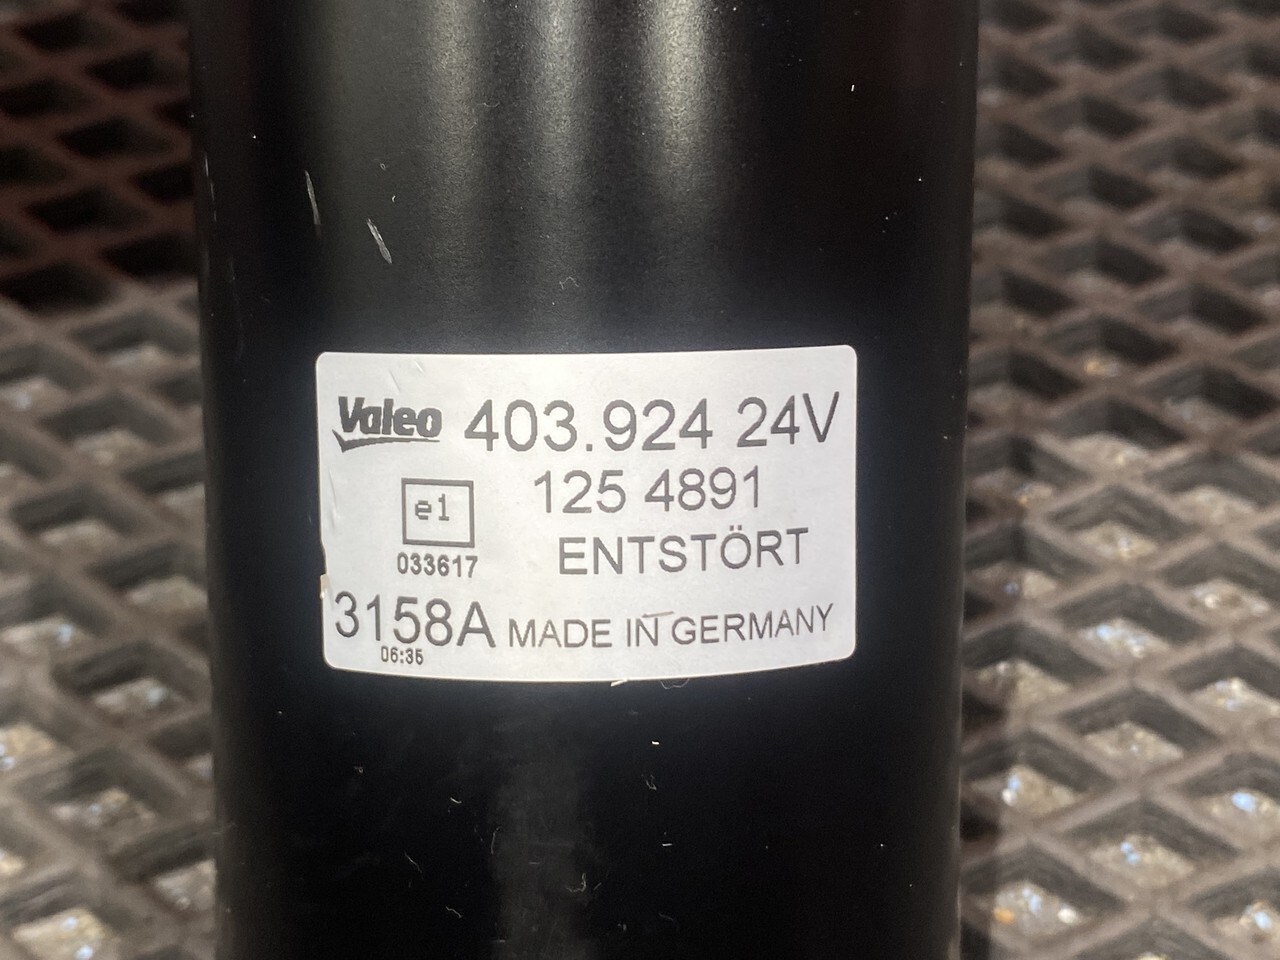 Valeo 403.924 24V
125 4891
e1
ENTSTÖRT
033617
3158A MADE IN GERMANY
06:35